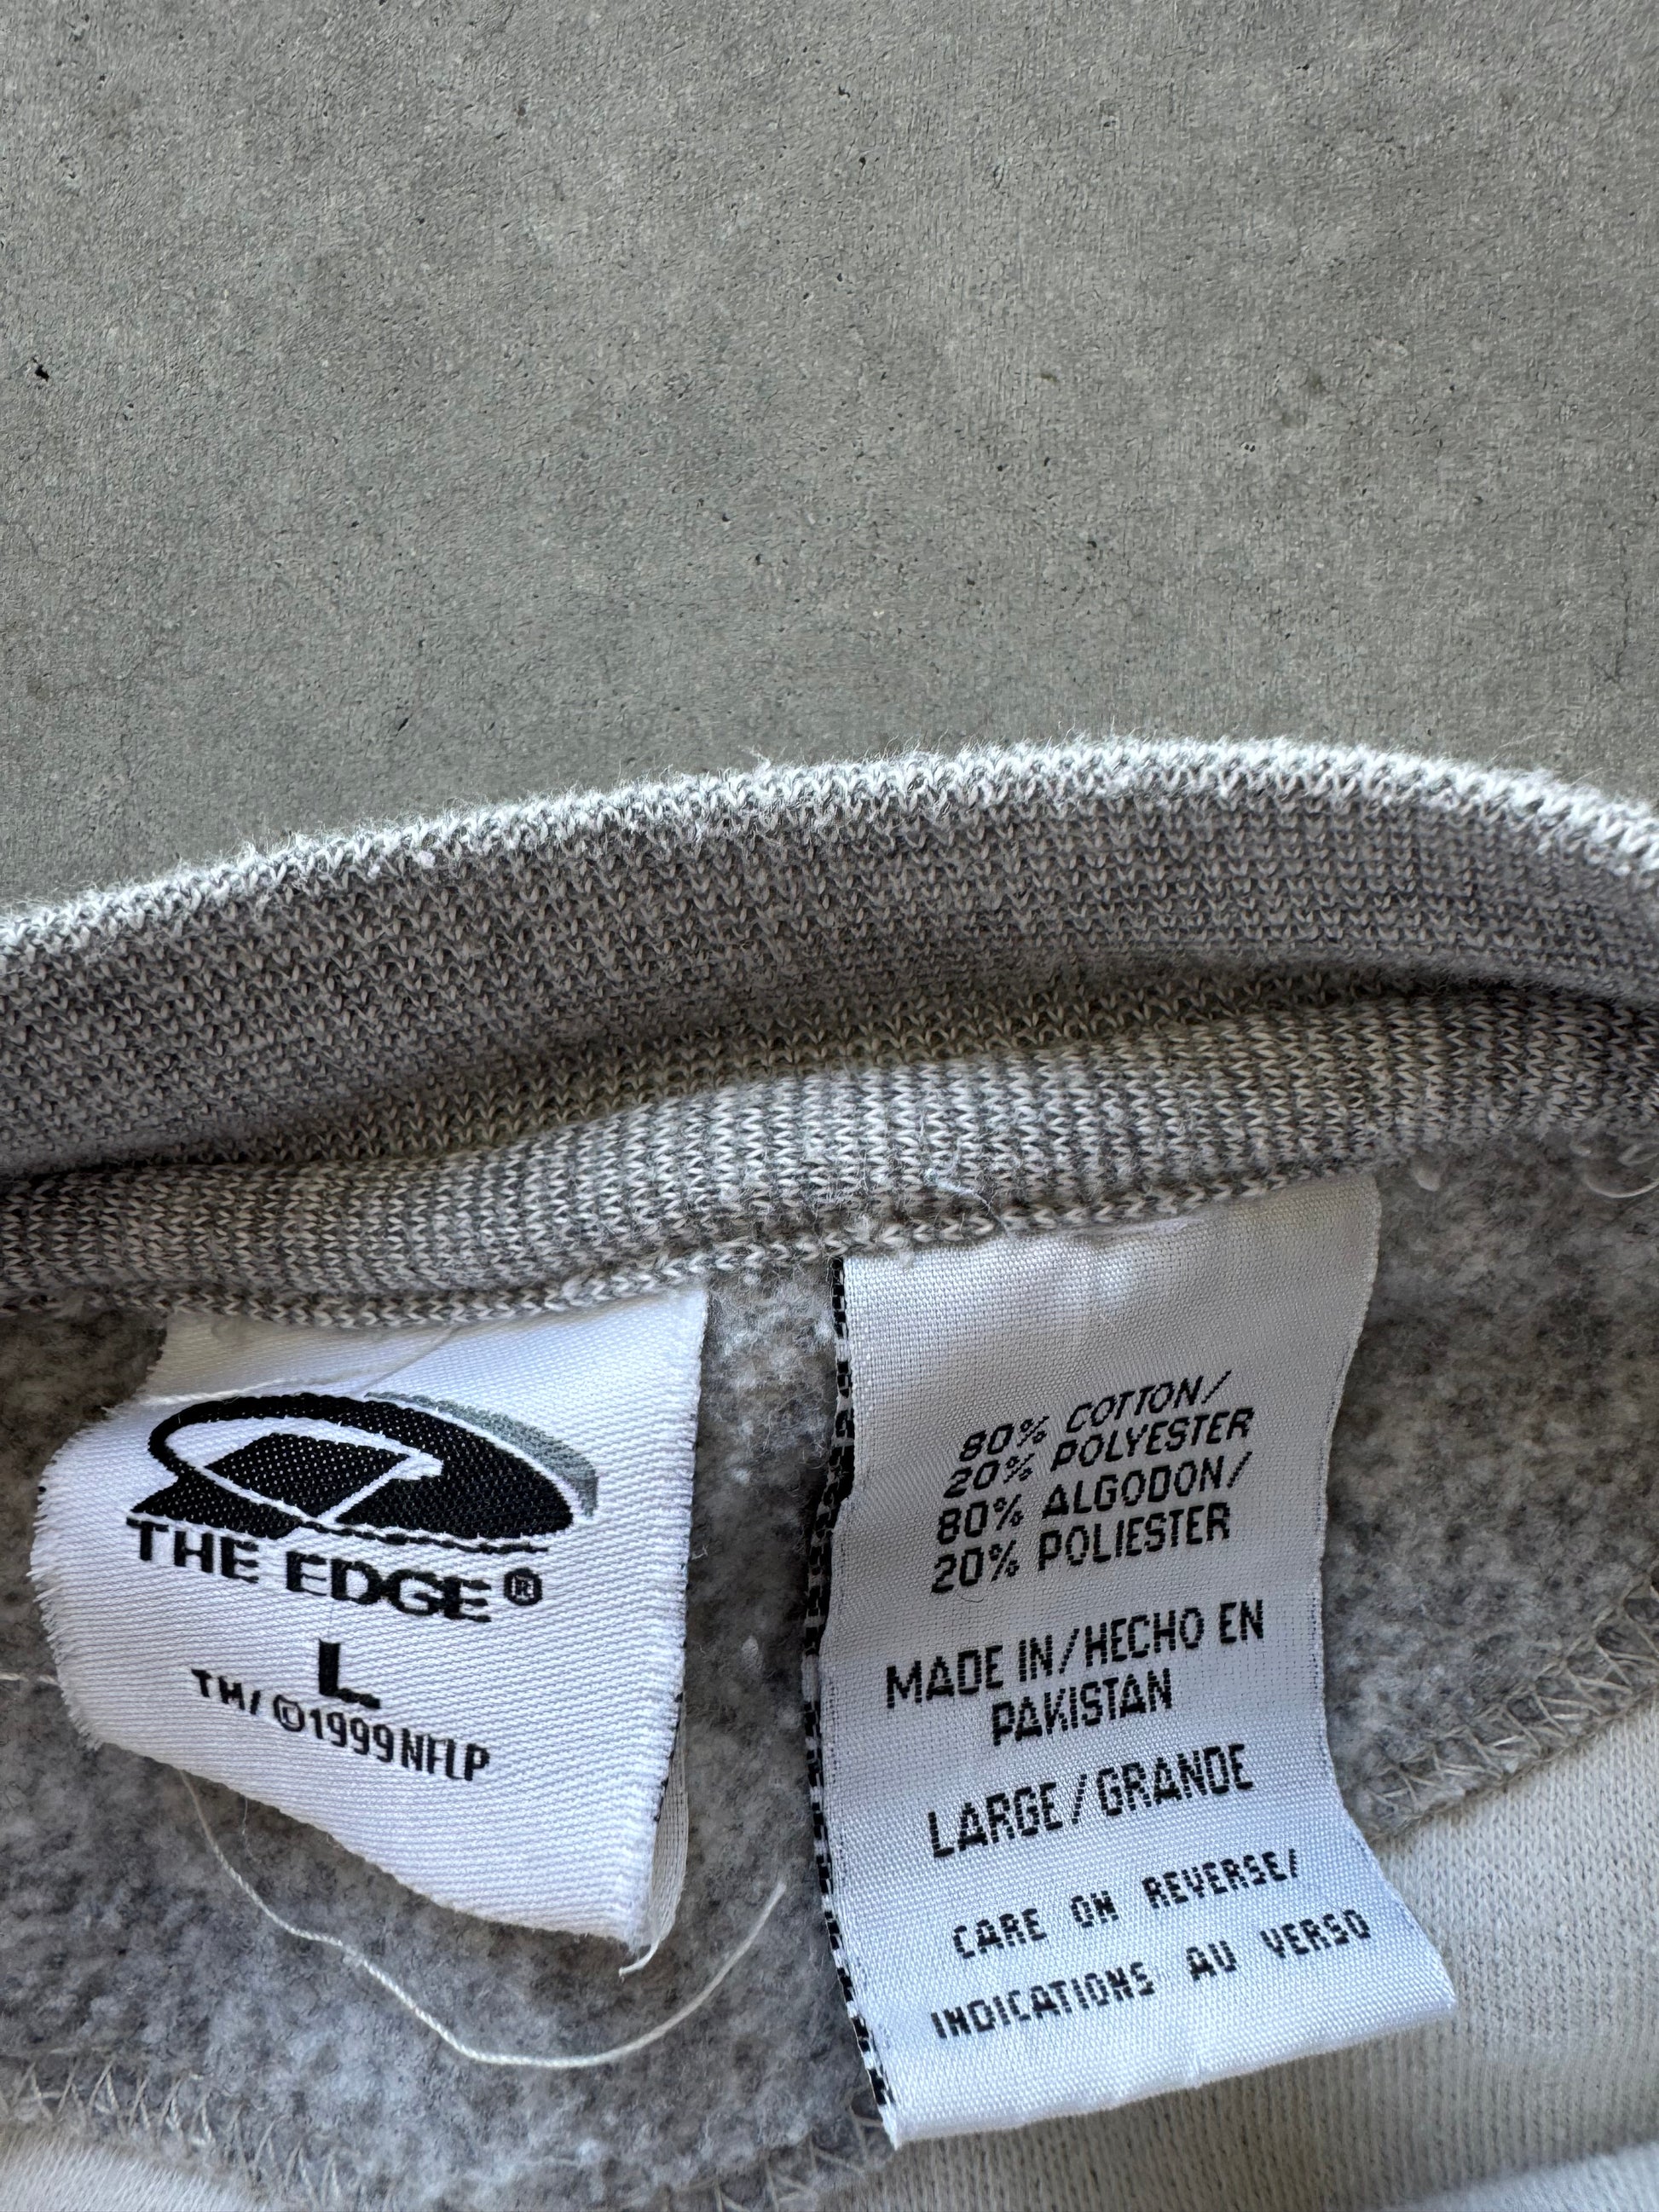 THE EDGE®
L
TM/©1999NFLP
80% COTTON/
20% POLYESTER
80% ALGODON/
20% POLIESTER
MADE IN/HECHO EN
PAKISTAN
LARGE/GRANDE
CARE ON REVERSE/
INDICATIONS AU VERSO